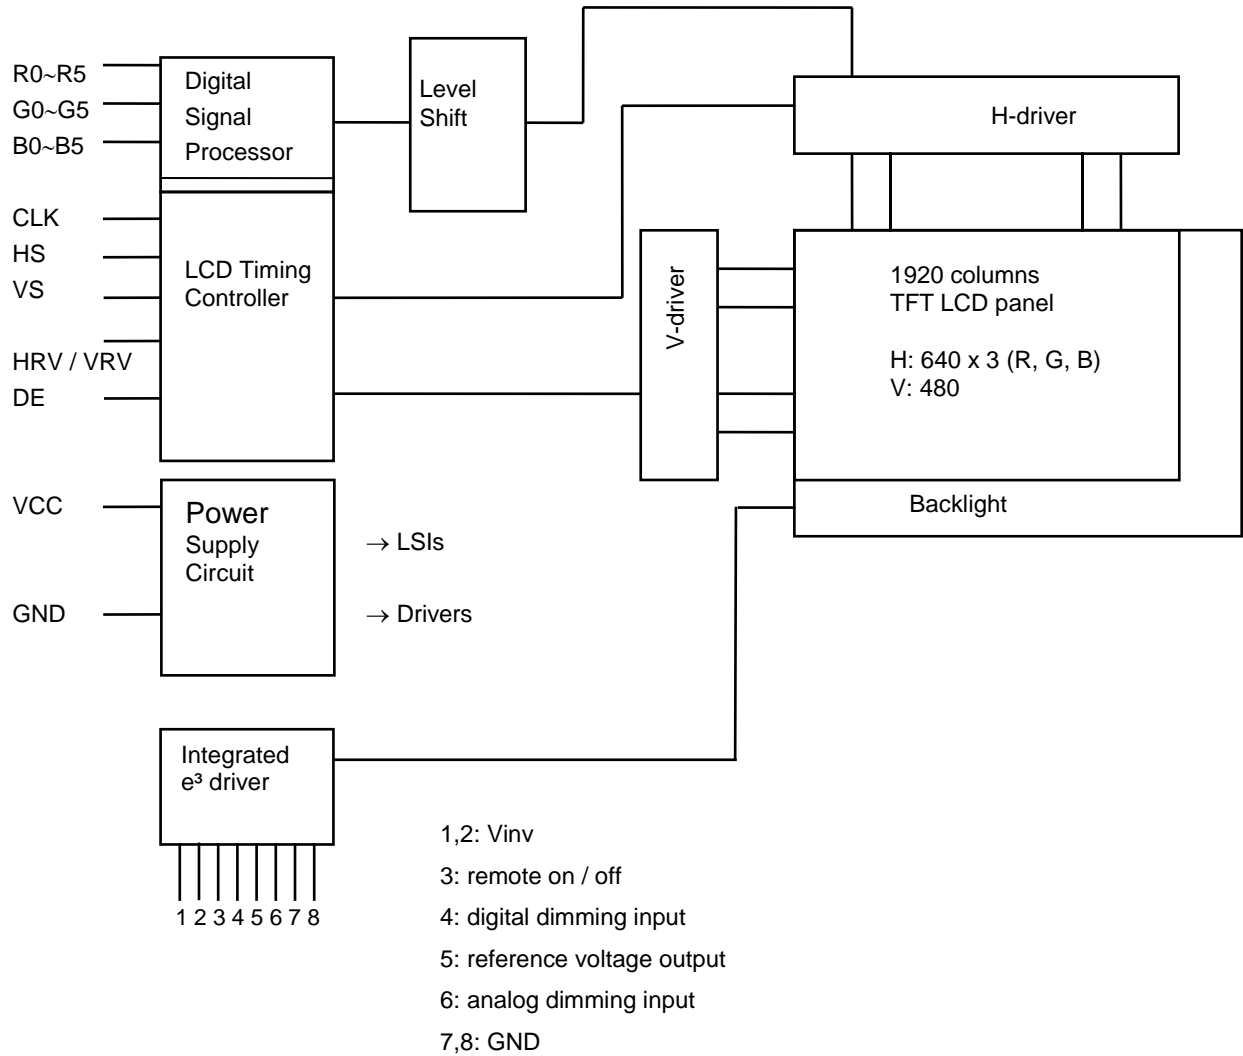 R0~R5
G0~G5
B0~B5
CLK
HS
VS
HRV / VRV
DE
VCC
GND
Digital
Signal
Processor
LCD Timing
Controller
Level
Shift
H-driver
V-driver
1920 columns
TFT LCD panel
H: 640 x 3 (R, G, B)
V: 480
Backlight
Power
Supply
Circuit
→ LSIs
→ Drivers
Integrated
e³ driver
1 2 3 4 5 6 7 8
1,2: Vinv
3: remote on / off
4: digital dimming input
5: reference voltage output
6: analog dimming input
7,8: GND